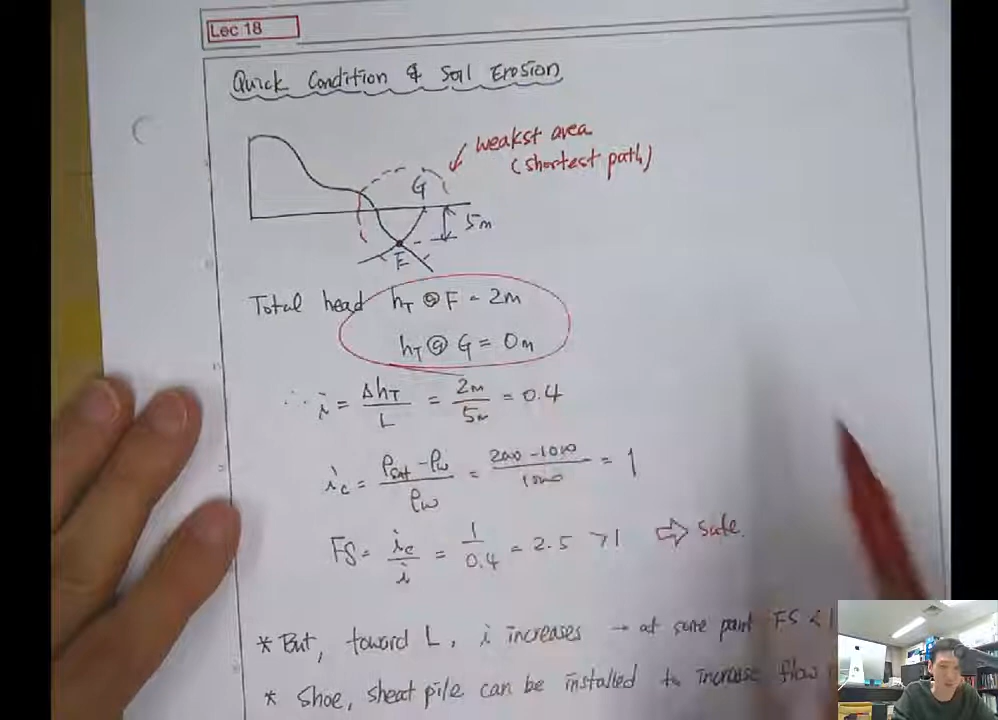 Lec 18
Quick Condition & Soil Erosion
weakst area
(shortest path)
G
5m
F
Total head hT @ F = 2m
hT @ G = 0m
∴ i = ΔhT / L = 2m / 5m = 0.4
ic = ρsat - ρw / ρw = 2000 - 1000 / 1000 = 1
FS = ic / i = 1 / 0.4 = 2.5 >1 ⇨ safe.
* But, toward L, i increases → at some point FS < 1
* Shoe, sheat pile can be installed to increase flow